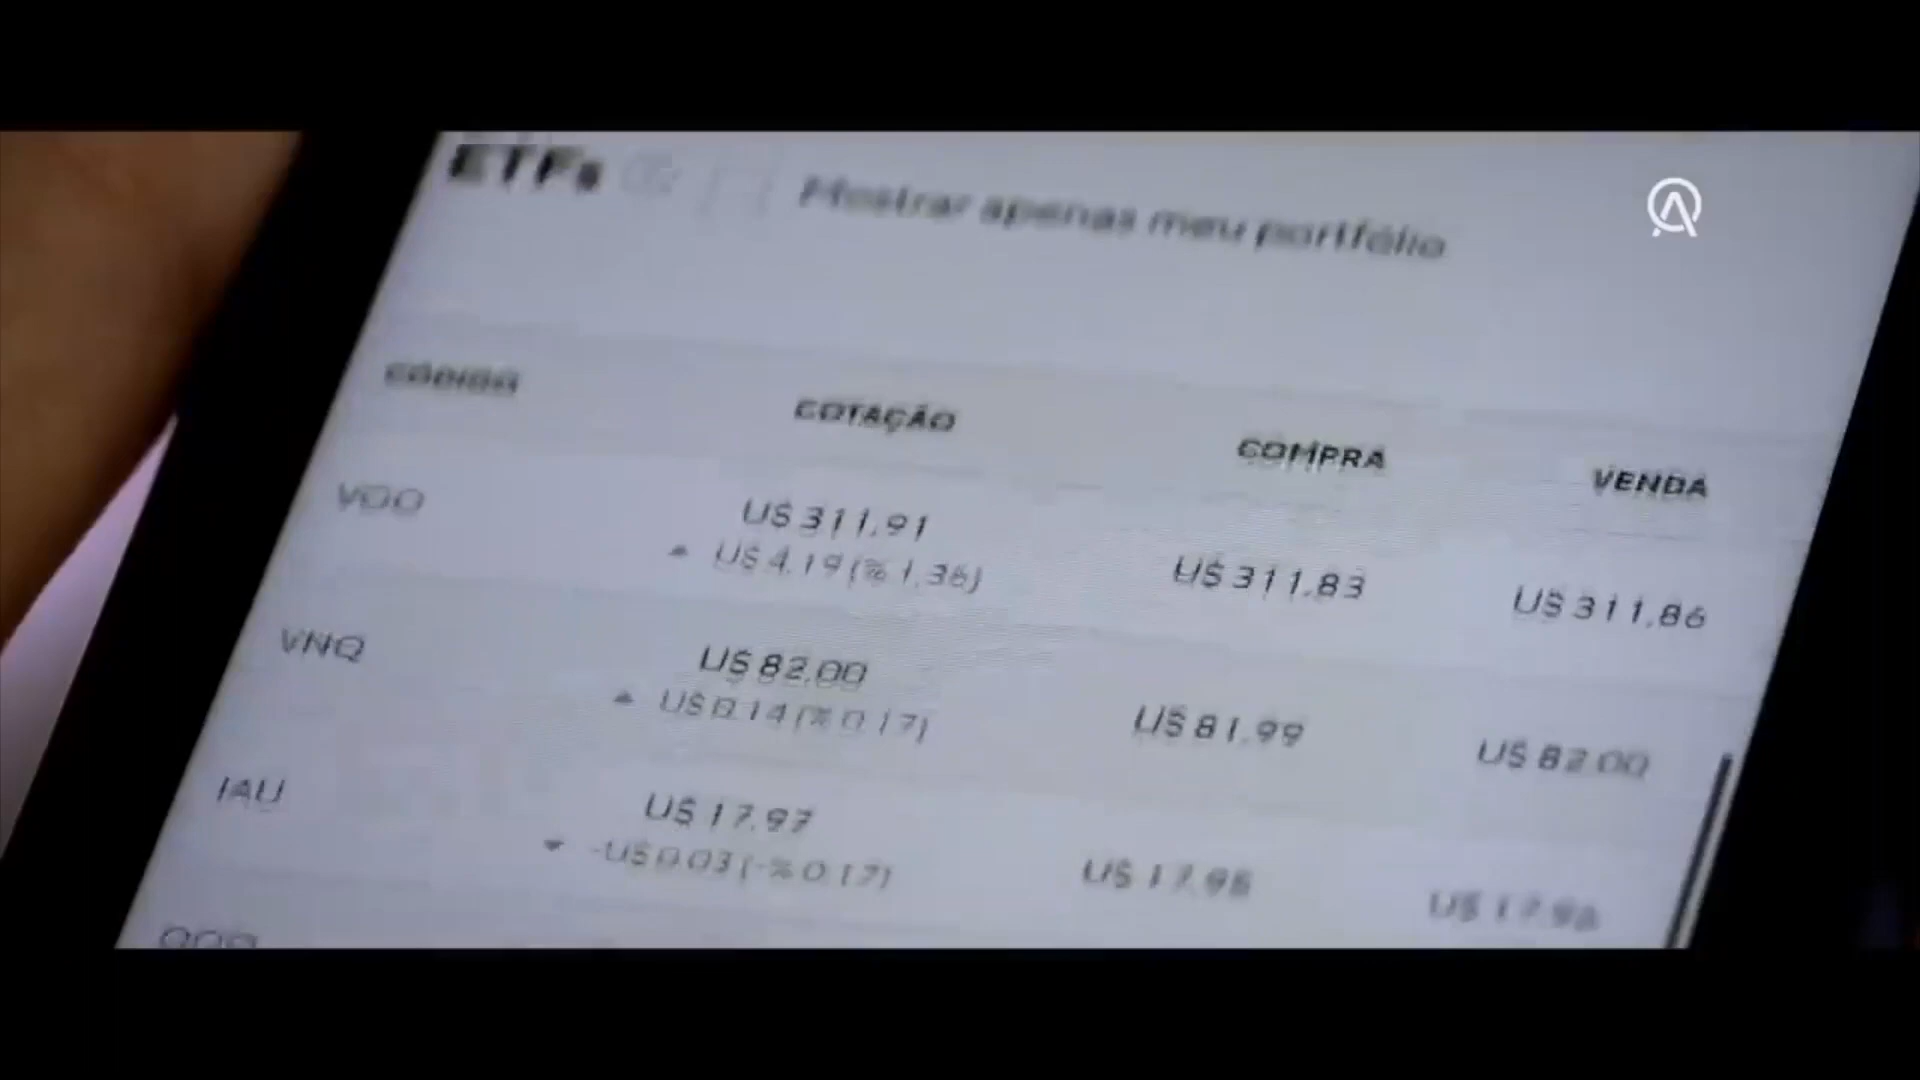 ETFs Mostrar apenas meu portfólio
CÓDIGO COTAÇÃO COMPRA VENDA
VOO U$ 311.91 U$ 311.83 U$ 311.86
U$ 4.19 (% 1.36)
VNQ U$ 82.00 U$ 81.99 U$ 82.00
U$ 0.14 (% 0.17)
IAU U$ 17.97 U$
-U$ 0.03 (-% 0.17)
QQQ